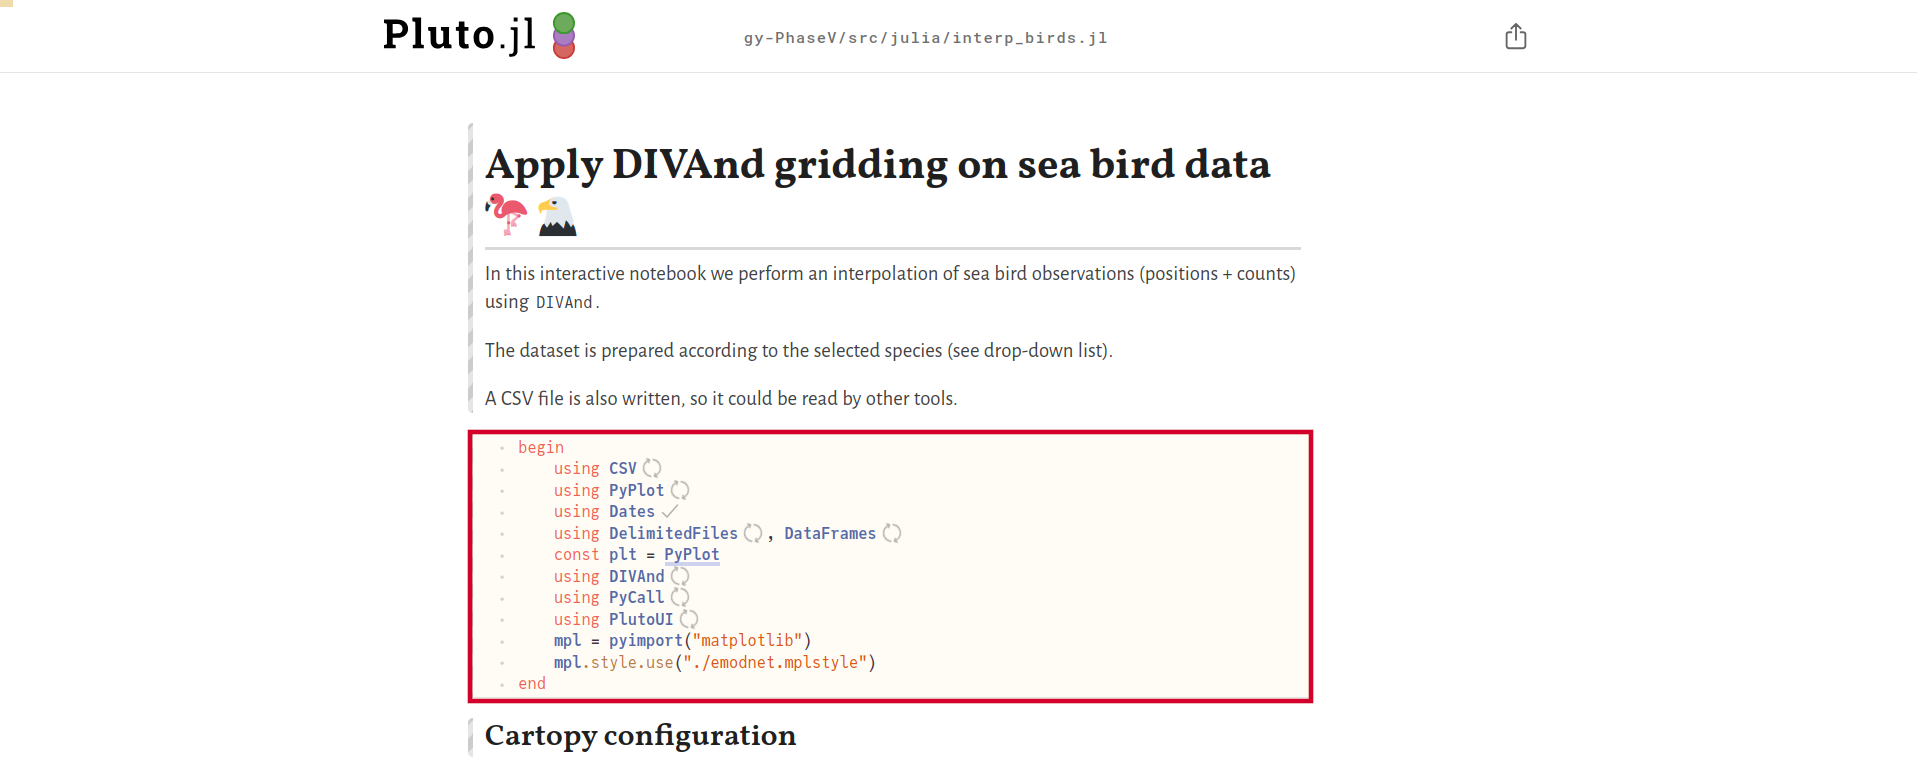 Pluto.jl
gy-PhaseV/src/julia/interp_birds.jl
Apply DIVAnd gridding on sea bird data
In this interactive notebook we perform an interpolation of sea bird observations (positions + counts)
using DIVAnd.
The dataset is prepared according to the selected species (see drop-down list).
A CSV file is also written, so it could be read by other tools.
begin
using CSV
using PyPlot
using Dates
using DelimitedFiles, DataFrames
const plt = PyPlot
using DIVAnd
using PyCall
using PlutoUI
mpl = pyimport("matplotlib")
mpl.style.use("./emodnet.mplstyle")
end
Cartopy configuration